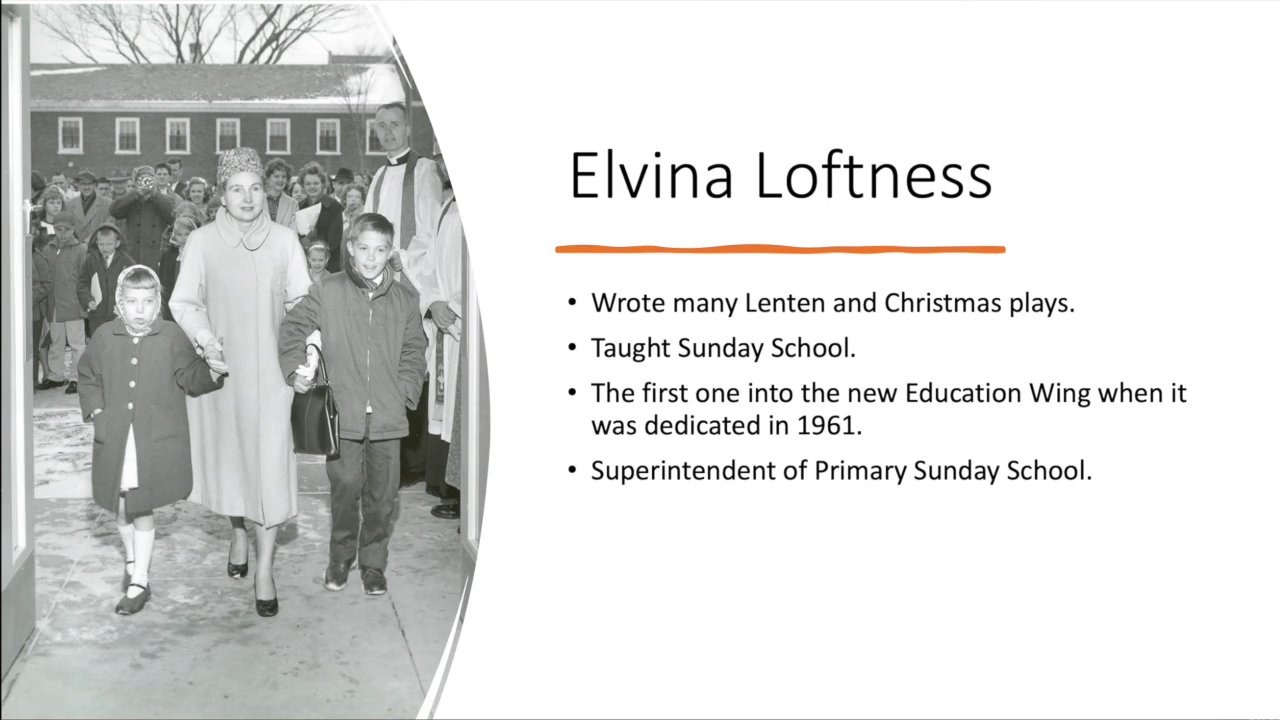 Elvina Loftness
• Wrote many Lenten and Christmas plays.
• Taught Sunday School.
• The first one into the new Education Wing when it
was dedicated in 1961.
• Superintendent of Primary Sunday School.